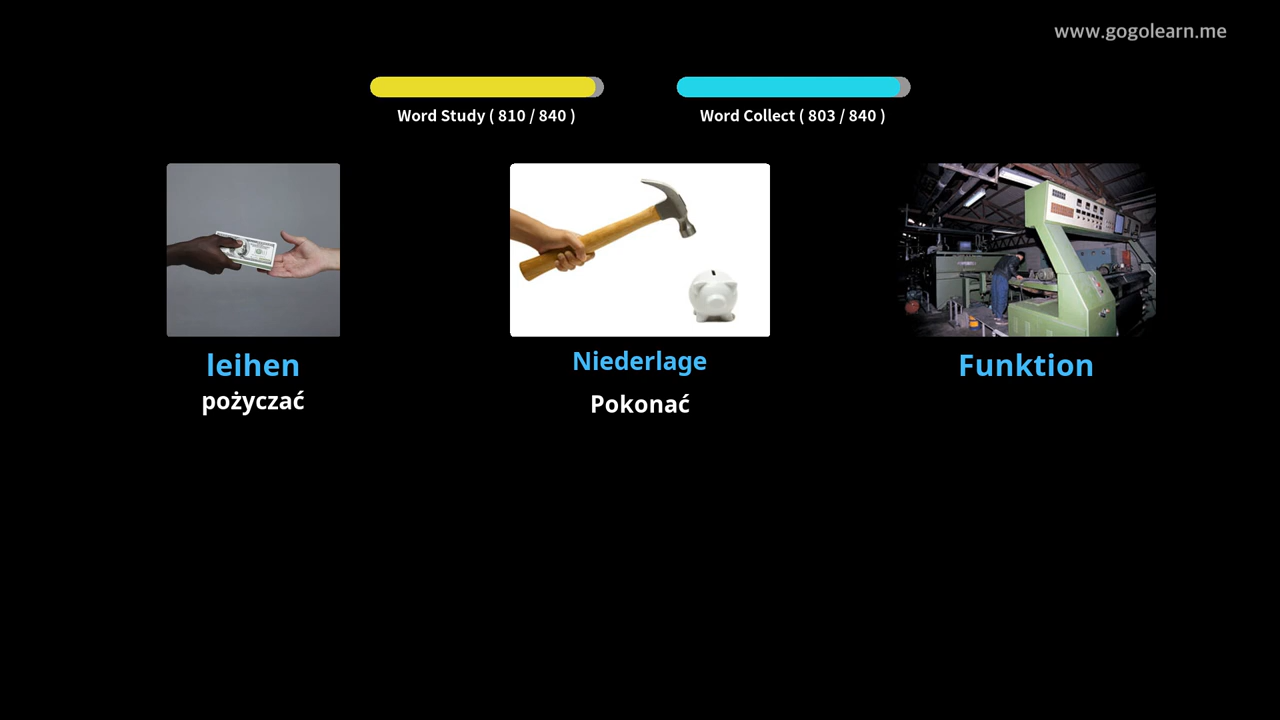 www.gogolearn.me
Word Study ( 810 / 840 )
Word Collect ( 803 / 840 )
leihen
pożyczać
Niederlage
Pokonać
Funktion